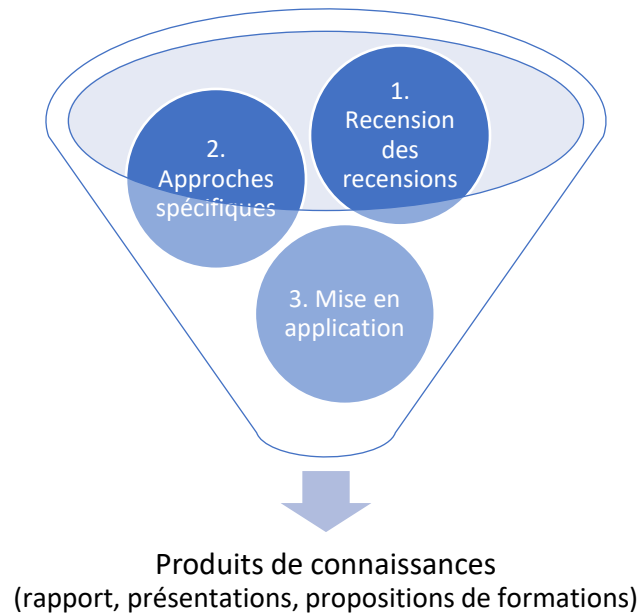 1.
Recension
des
recensions
2.
Approches
spécifiques
3. Mise en
application
Produits de connaissances
(rapport, présentations, propositions de formations)